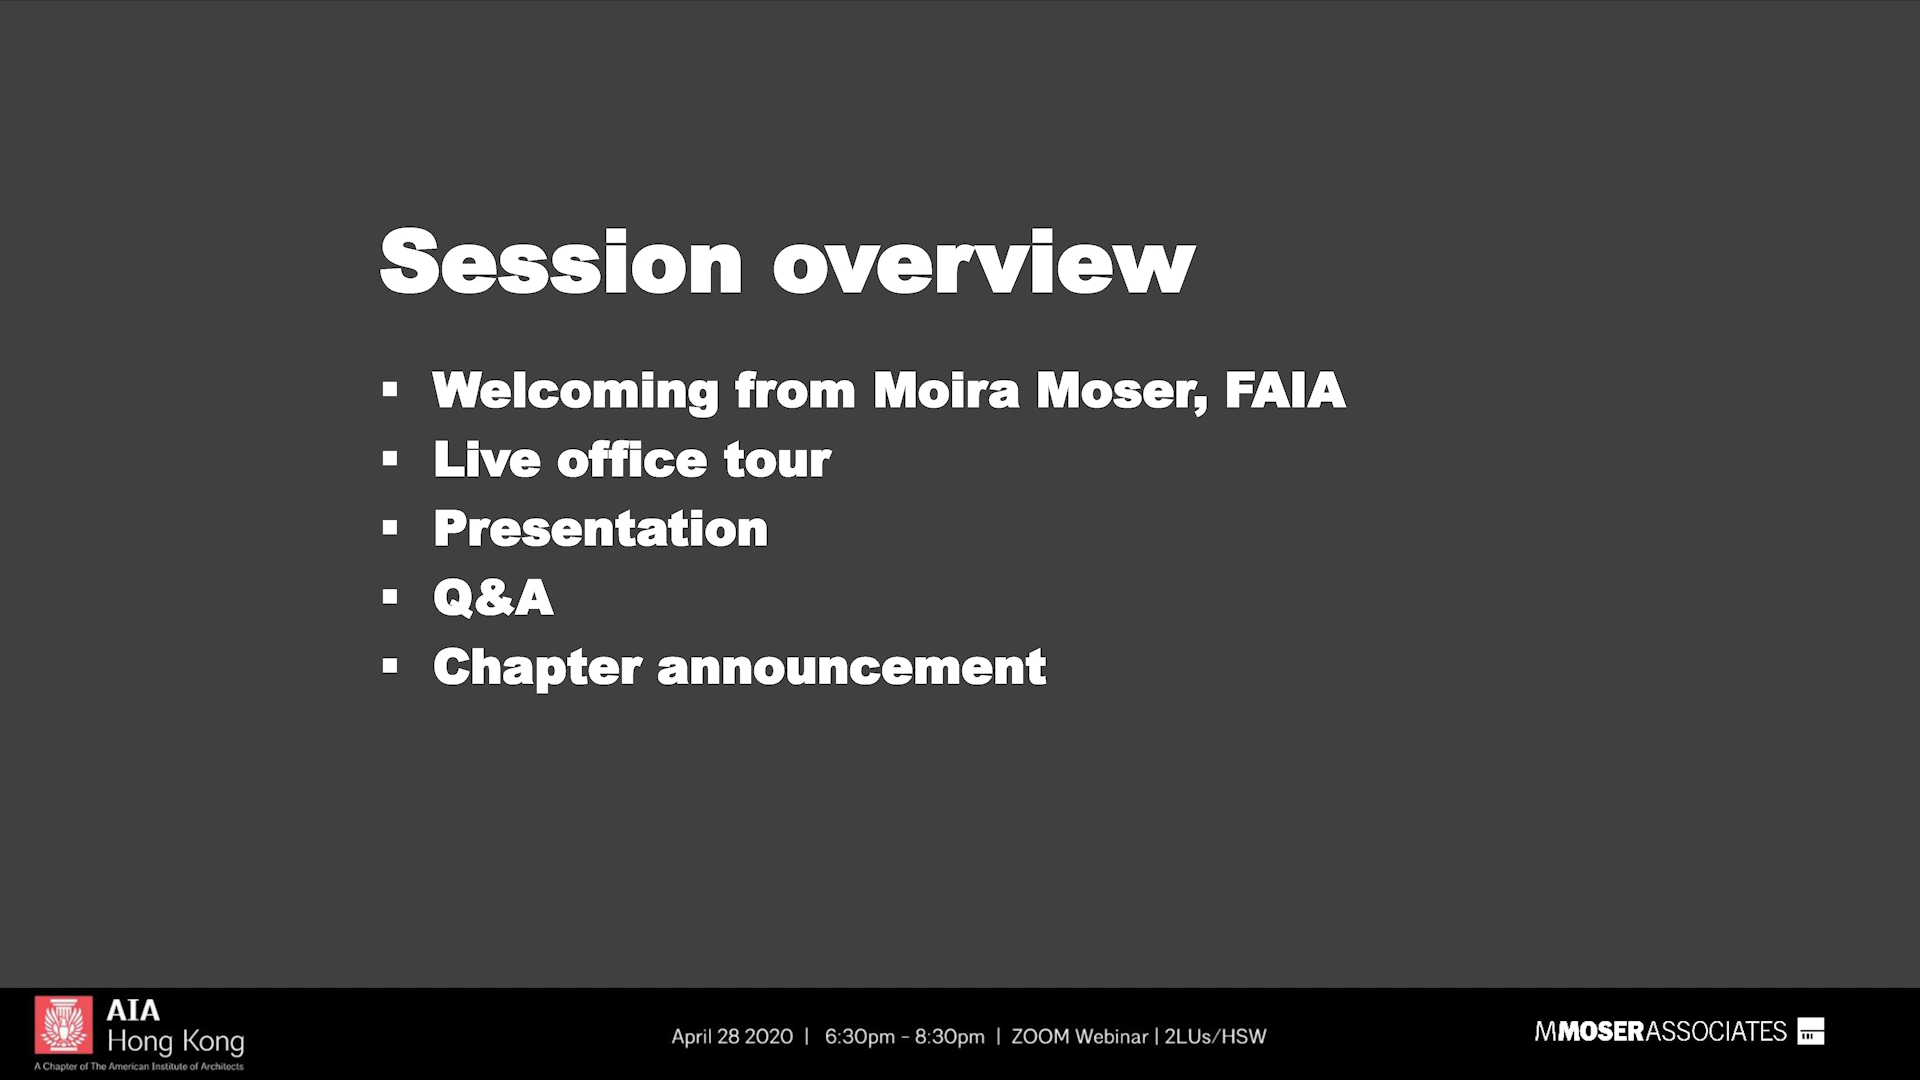 Session overview
▪ Welcoming from Moira Moser, FAIA
▪ Live office tour
▪ Presentation
▪ Q&A
▪ Chapter announcement
AIA
Hong Kong
A Chapter of The American Institute of Architects
April 28 2020 | 6:30pm - 8:30pm | ZOOM Webinar | 2LUs/HSW
MMOSERASSOCIATES